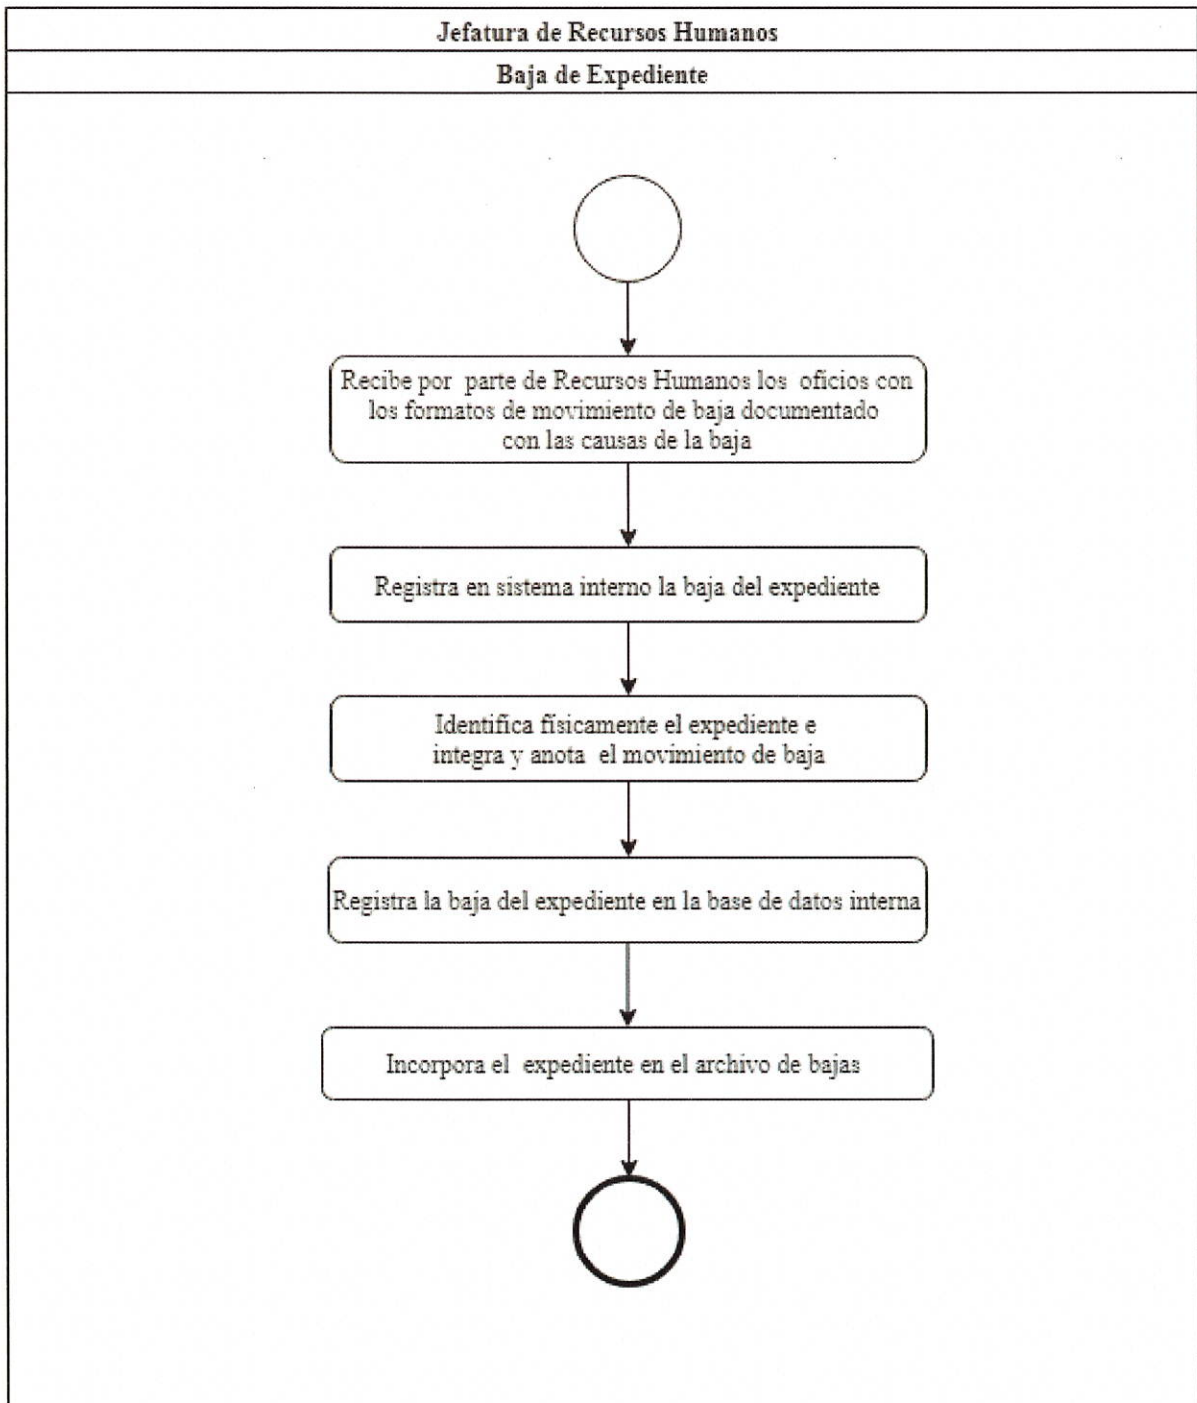 Jefatura de Recursos Humanos
Baja de Expediente
Recibe por parte de Recursos Humanos los oficios con
los formatos de movimiento de baja documentado
con las causas de la baja
Registra en sistema interno la baja del expediente
Identifica físicamente el expediente e
integra y anota el movimiento de baja
Registra la baja del expediente en la base de datos interna
Incorpora el expediente en el archivo de bajas